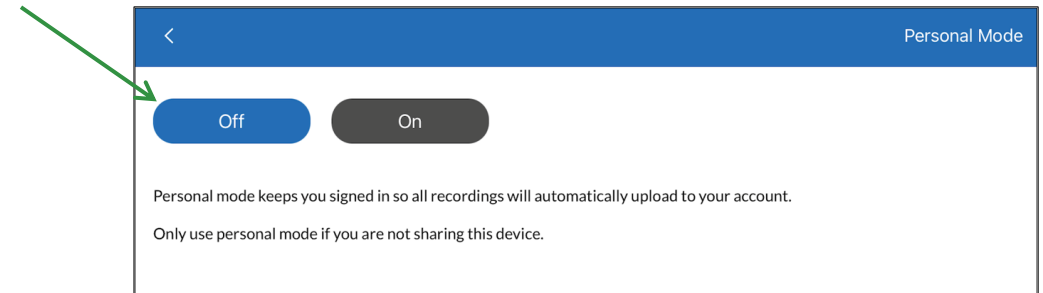 Personal Mode
Off On
Personal mode keeps you signed in so all recordings will automatically upload to your account.
Only use personal mode if you are not sharing this device.